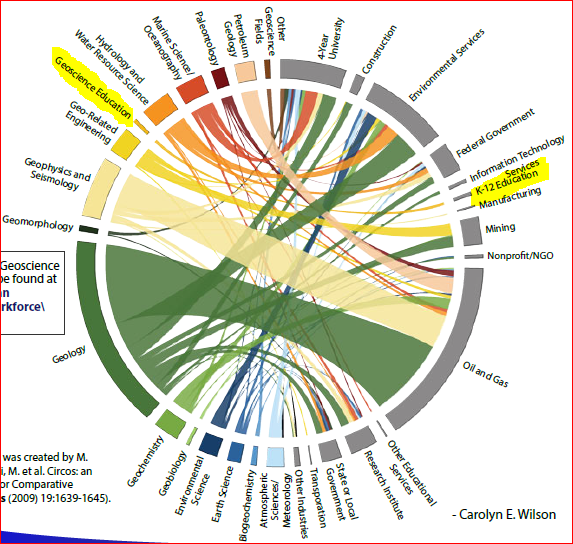 Other
Geoscience
Fields
Petroleum
Geology
Paleontology
Marine Science/
Oceanography
Hydrology and
Water Resource Science
Geoscience Education
Geo-Related
Engineering
Geophysics and
Seismology
Geomorphology
Geology
Geochemistry
Geobiology
Environmental
Science
Earth Science
Biogeochemistry
Atmospheric
Sciences/
Meteorology
Other Industries
Transporation
State or Local
Government
Research Institute
Other Educational
Services
Oil and Gas
Nonprofit/NGO
Mining
Manufacturing
K-12 Education
Information Technology
Services
Federal Government
Environmental Services
Construction
4-Year
University
Geoscience
be found at
an
rkforce\
was created by M.
i, M. et al. Circos: an
or Comparative
s (2009) 19:1639-1645).
- Carolyn E. Wilson